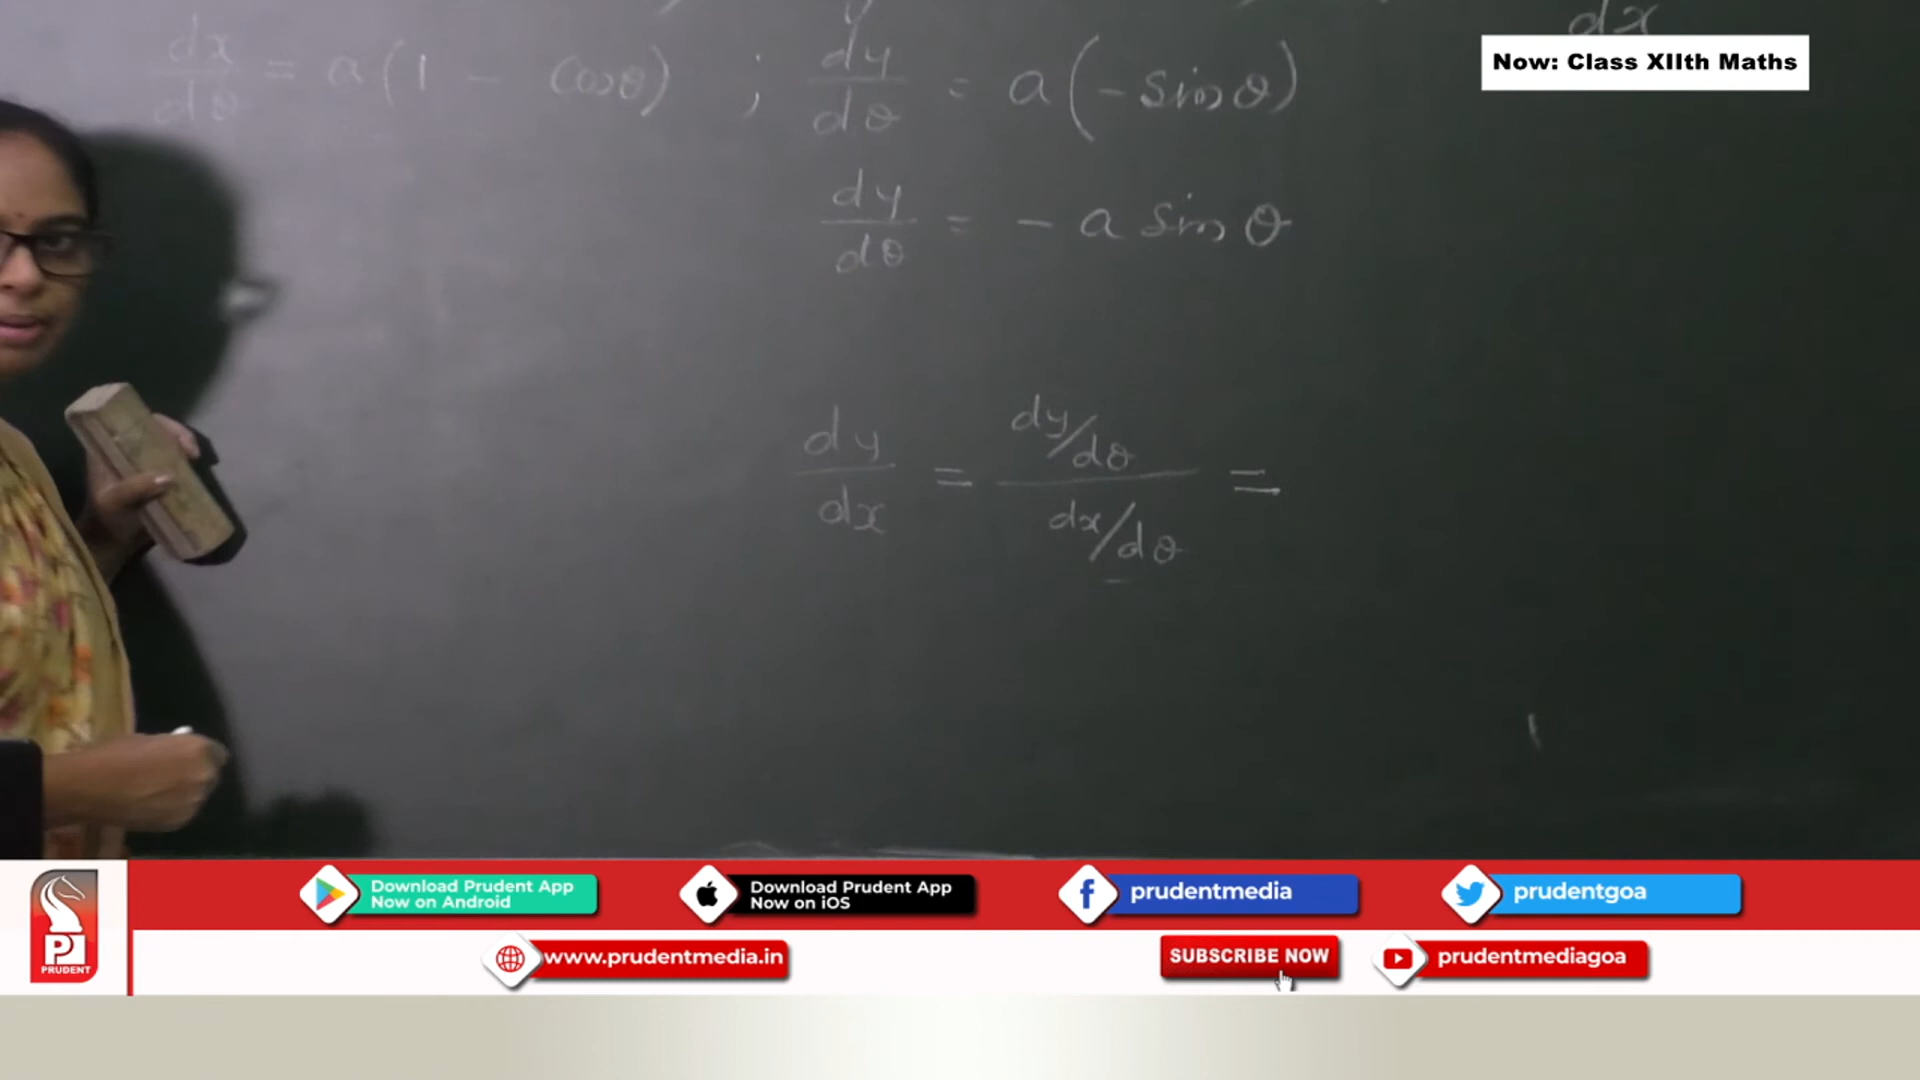 dx
Now: Class XIIth Maths
dx/dθ = a(1 - cosθ) ; dy/dθ = a(-sinθ)
dy/dθ = - a sinθ
dy/dx = dy/dθ / dx/dθ =
Download Prudent App
Now on Android
Download Prudent App
Now on iOS
prudentmedia
prudentgoa
PRUDENT
www.prudentmedia.in
SUBSCRIBE NOW
prudentmediagoa